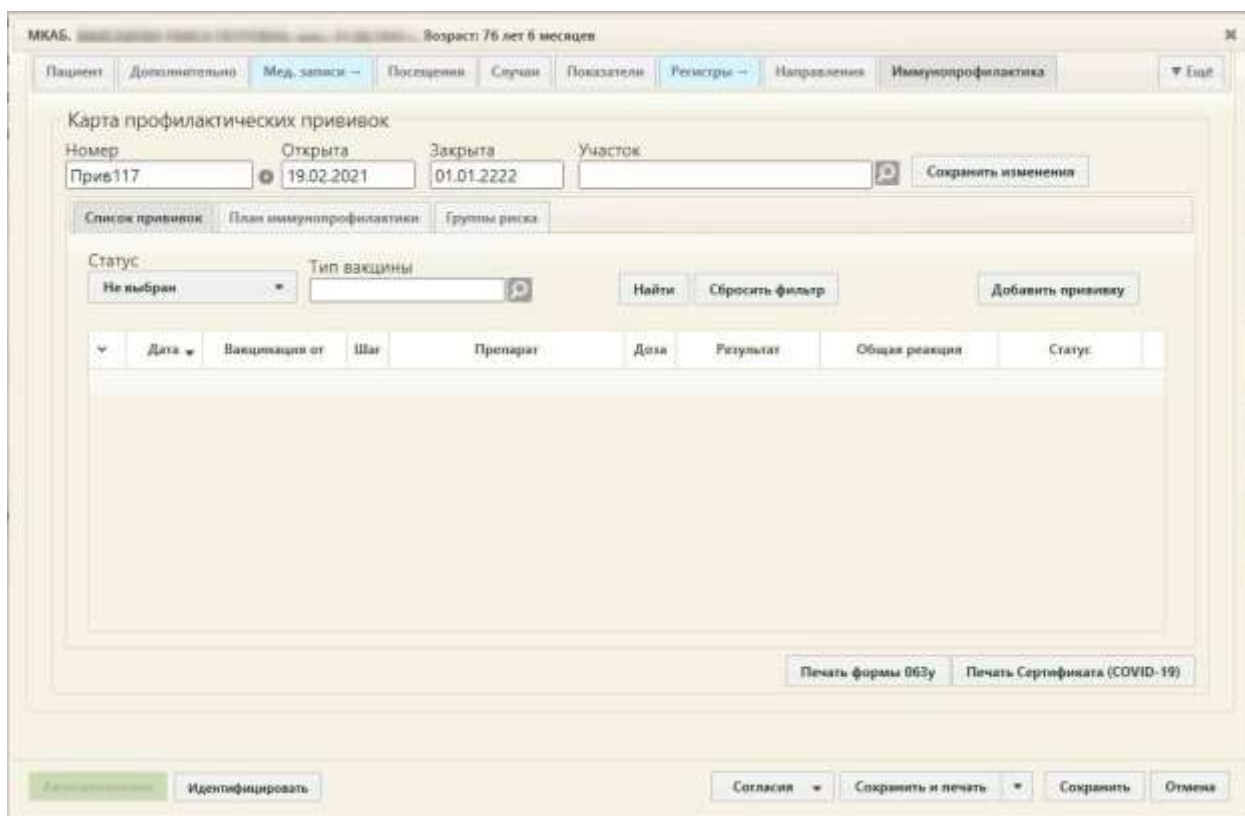 МКАБ. Возраст: 76 лет 6 месяцев
Пациент Дополнительно Мед. записи Посещения Случаи Показатели Регистры Направления Иммунопрофилактика Ещё
Карта профилактических прививок
Номер Открыта Закрыта Участок
Прив117 19.02.2021 01.01.2222 Сохранить изменения
Список прививок План иммунопрофилактики Группы риска
Статус Тип вакцины
Не выбран Найти Сбросить фильтр Добавить прививку
Дата Вакцинация от Шаг Препарат Доза Результат Общая реакция Статус
Печать формы 063у Печать Сертификата (COVID-19)
Идентифицировать Согласия Сохранить и печать Сохранить Отмена